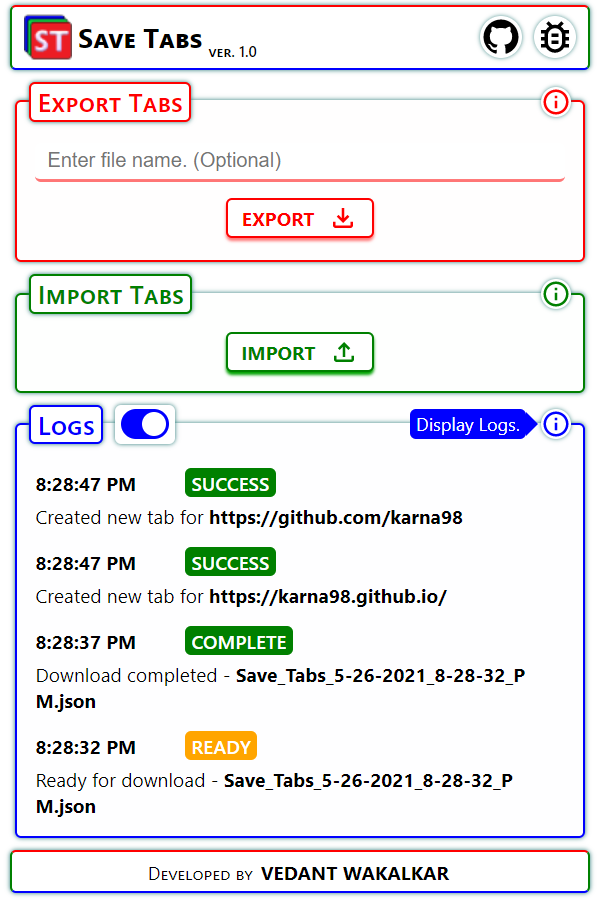 ST Save Tabs ver. 1.0
Export Tabs
Enter file name. (Optional)
EXPORT
Import Tabs
IMPORT
Logs Display Logs.
8:28:47 PM SUCCESS
Created new tab for https://github.com/karna98
8:28:47 PM SUCCESS
Created new tab for https://karna98.github.io/
8:28:37 PM COMPLETE
Download completed - Save_Tabs_5-26-2021_8-28-32_P
M.json
8:28:32 PM READY
Ready for download - Save_Tabs_5-26-2021_8-28-32_P
M.json
Developed by VEDANT WAKALKAR